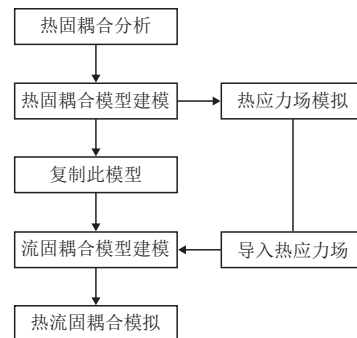 热固耦合分析
热固耦合模型建模
热应力场模拟
复制此模型
流固耦合模型建模
导入热应力场
热流固耦合模拟